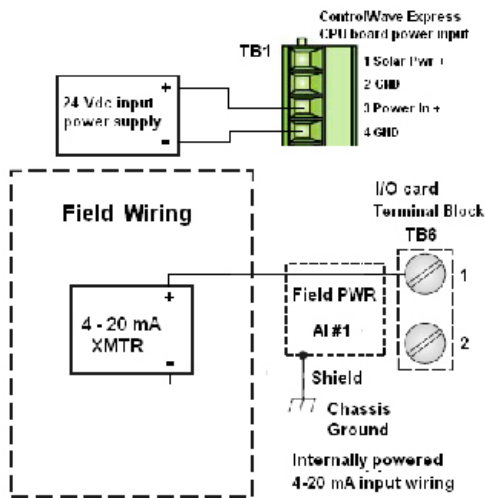 ControlWave Express
CPU board power input
TB1
1 Solar Pwr +
2 GND
3 Power In +
4 GND
+
24 Vdc input
power supply
-
Field Wiring
I/O card
Terminal Block
TB6
1
+
Field PWR
4 - 20 mA
XMTR
AI #1
2
-
Shield
Chassis
Ground
Internally powered
4-20 mA input wiring